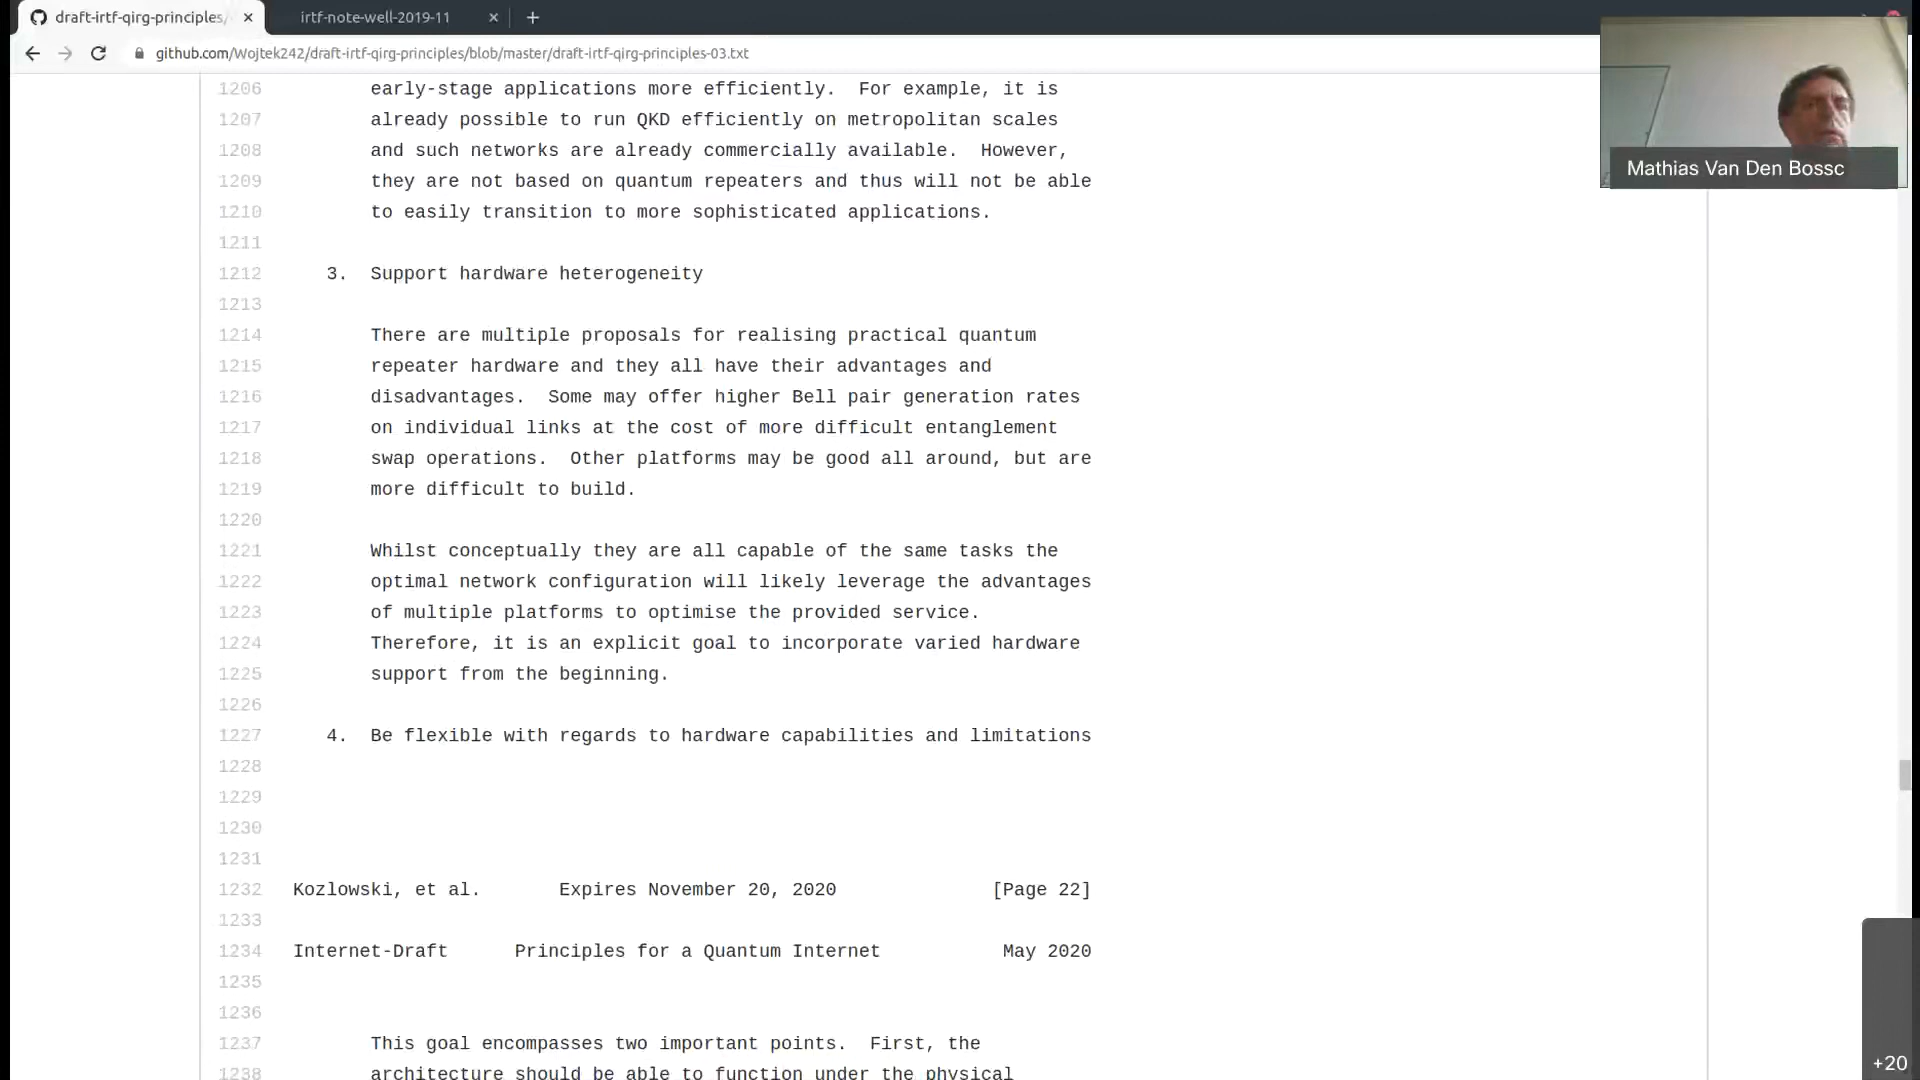 draft-irtf-qirg-principles/
irtf-note-well-2019-11
github.com/Wojtek242/draft-irtf-qirg-principles/blob/master/draft-irtf-qirg-principles-03.txt
Mathias Van Den Bossc
1206 early-stage applications more efficiently. For example, it is
1207 already possible to run QKD efficiently on metropolitan scales
1208 and such networks are already commercially available. However,
1209 they are not based on quantum repeaters and thus will not be able
1210 to easily transition to more sophisticated applications.
1211
1212 3. Support hardware heterogeneity
1213
1214 There are multiple proposals for realising practical quantum
1215 repeater hardware and they all have their advantages and
1216 disadvantages. Some may offer higher Bell pair generation rates
1217 on individual links at the cost of more difficult entanglement
1218 swap operations. Other platforms may be good all around, but are
1219 more difficult to build.
1220
1221 Whilst conceptually they are all capable of the same tasks the
1222 optimal network configuration will likely leverage the advantages
1223 of multiple platforms to optimise the provided service.
1224 Therefore, it is an explicit goal to incorporate varied hardware
1225 support from the beginning.
1226
1227 4. Be flexible with regards to hardware capabilities and limitations
1228
1229
1230
1231
1232 Kozlowski, et al. Expires November 20, 2020 [Page 22]
1233
1234 Internet-Draft Principles for a Quantum Internet May 2020
1235
1236
1237 This goal encompasses two important points. First, the
1238 architecture should be able to function under the physical
+20